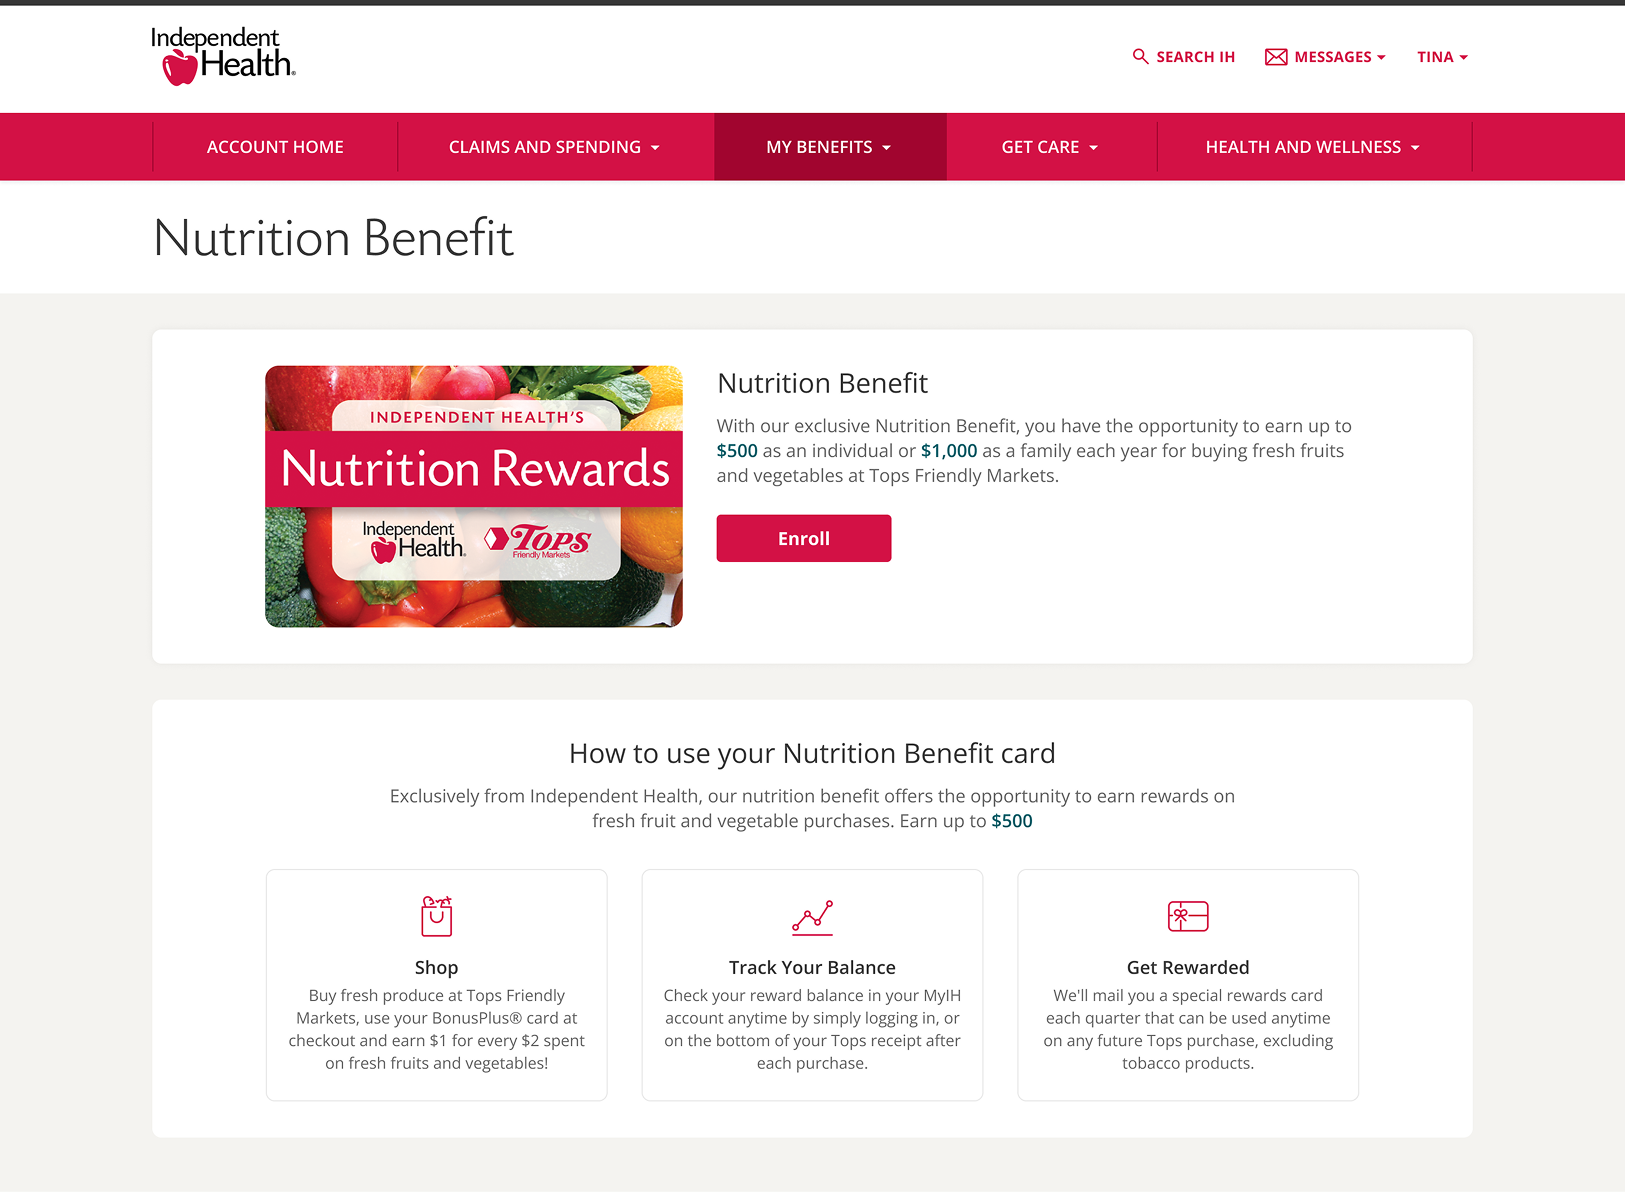 Independent
Health®
SEARCH IH
MESSAGES
TINA
ACCOUNT HOME
CLAIMS AND SPENDING
MY BENEFITS
GET CARE
HEALTH AND WELLNESS
Nutrition Benefit
INDEPENDENT HEALTH'S
Nutrition Rewards
Independent
Health®
TOPS
Friendly Markets
Nutrition Benefit
With our exclusive Nutrition Benefit, you have the opportunity to earn up to
$500 as an individual or $1,000 as a family each year for buying fresh fruits
and vegetables at Tops Friendly Markets.
Enroll
How to use your Nutrition Benefit card
Exclusively from Independent Health, our nutrition benefit offers the opportunity to earn rewards on
fresh fruit and vegetable purchases. Earn up to $500
Shop
Buy fresh produce at Tops Friendly
Markets, use your BonusPlus® card at
checkout and earn $1 for every $2 spent
on fresh fruits and vegetables!
Track Your Balance
Check your reward balance in your MyIH
account anytime by simply logging in, or
on the bottom of your Tops receipt after
each purchase.
Get Rewarded
We'll mail you a special rewards card
each quarter that can be used anytime
on any future Tops purchase, excluding
tobacco products.